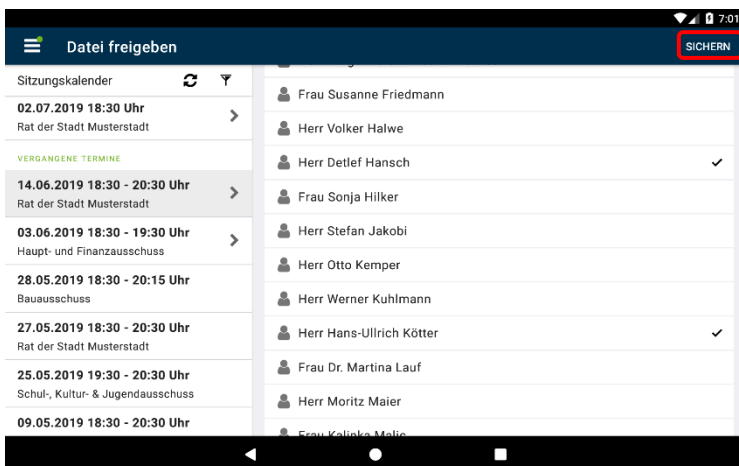 7:01
Datei freigeben
SICHERN
Sitzungskalender
02.07.2019 18:30 Uhr
Rat der Stadt Musterstadt
VERGANGENE TERMINE
14.06.2019 18:30 - 20:30 Uhr
Rat der Stadt Musterstadt
03.06.2019 18:30 - 19:30 Uhr
Haupt- und Finanzausschuss
28.05.2019 18:30 - 20:15 Uhr
Bauausschuss
27.05.2019 18:30 - 20:30 Uhr
Rat der Stadt Musterstadt
25.05.2019 19:30 - 20:30 Uhr
Schul-, Kultur- & Jugendausschuss
09.05.2019 18:30 - 20:30 Uhr
Frau Susanne Friedmann
Herr Volker Halwe
Herr Detlef Hansch
Frau Sonja Hilker
Herr Stefan Jakobi
Herr Otto Kemper
Herr Werner Kuhlmann
Herr Hans-Ullrich Kötter
Frau Dr. Martina Lauf
Herr Moritz Maier
Frau Kalinka Malic